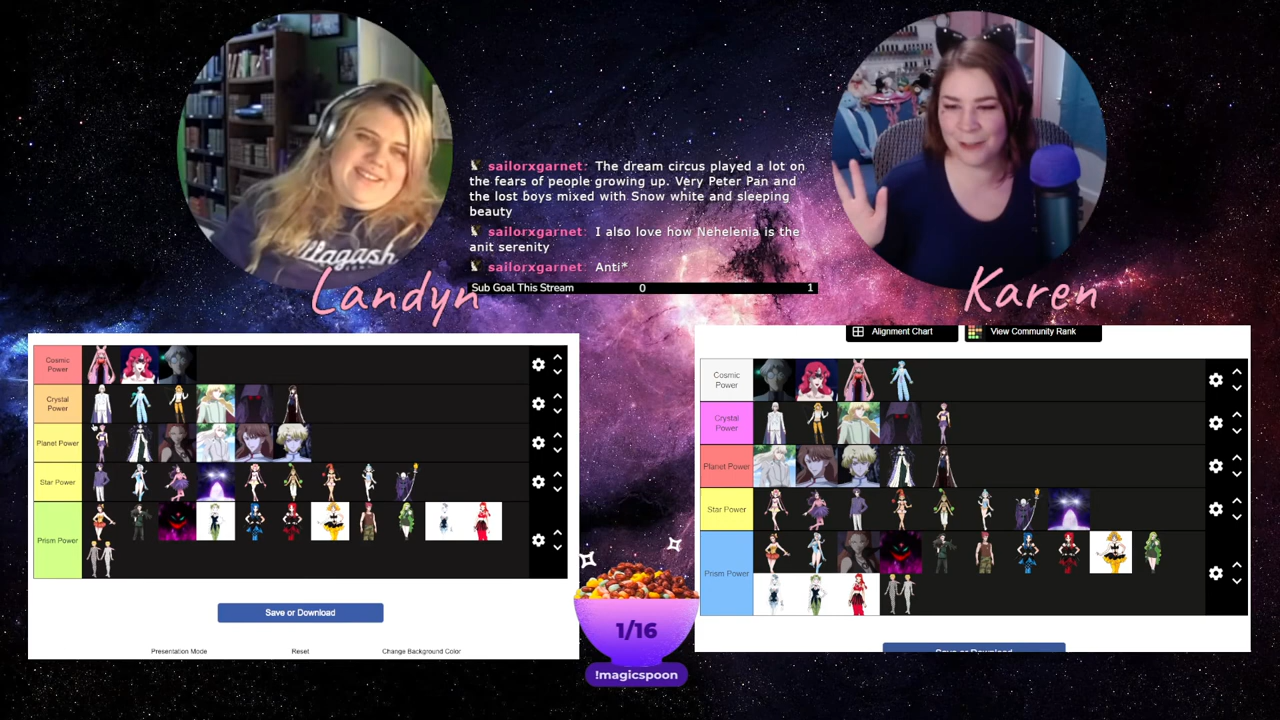 sailorxgarnet: The dream circus played a lot on
the fears of people growing up. Very Peter Pan and
the lost boys mixed with Snow white and sleeping
beauty
sailorxgarnet: I also love how Nehelenia is the
anit serenity
sailorxgarnet: Anti*
Sub Goal This Stream 0 1
llagash
Landyn
Karen
Cosmic
Power
Crystal
Power
Planet Power
Star Power
Prism Power
Save or Download
Presentation Mode Reset Change Background Color
Alignment Chart View Community Rank
Cosmic
Power
Crystal
Power
Planet Power
Star Power
Prism Power
Save or Download
1/16
!magicspoon